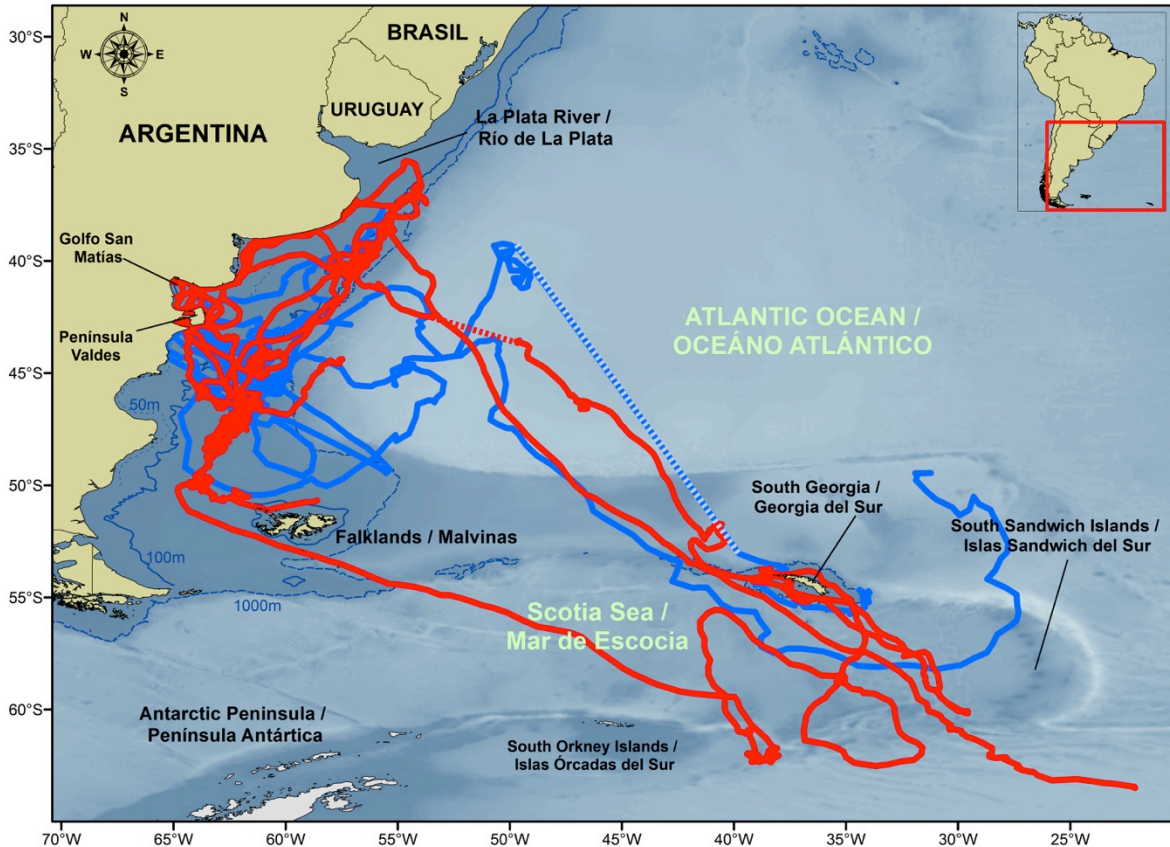 30°S
35°S
40°S
45°S
50°S
55°S
60°S
N
W
E
S
BRASIL
URUGUAY
ARGENTINA
La Plata River /
Río de La Plata
Golfo San
Matías
Península
Valdes
ATLANTIC OCEAN /
OCEÁNO ATLÁNTICO
50m
100m
1000m
Falklands / Malvinas
South Georgia /
Georgia del Sur
South Sandwich Islands /
Islas Sandwich del Sur
Scotia Sea /
Mar de Escocia
Antarctic Peninsula /
Península Antártica
South Orkney Islands /
Islas Órcadas del Sur
70°W
65°W
60°W
55°W
50°W
45°W
40°W
35°W
30°W
25°W